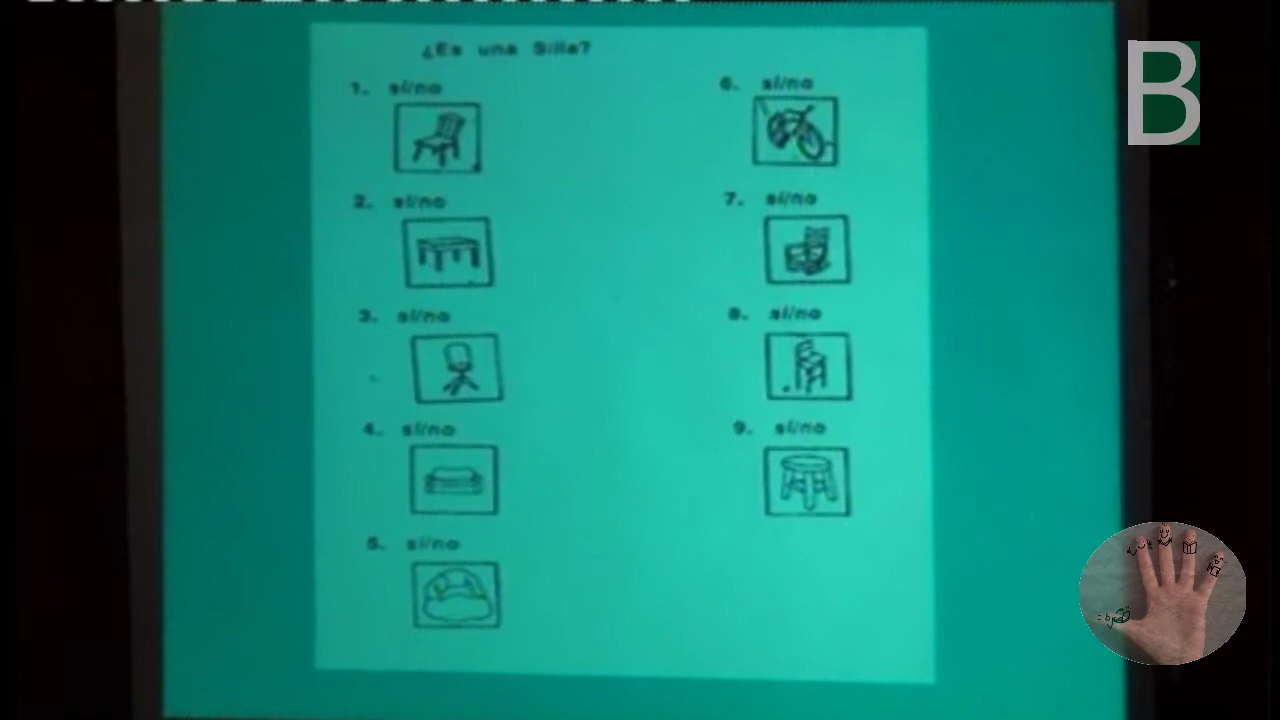 ¿Es una Silla?
1. sí/no
2. sí/no
3. sí/no
4. sí/no
5. sí/no
6. sí/no
7. sí/no
8. sí/no
9. sí/no
B